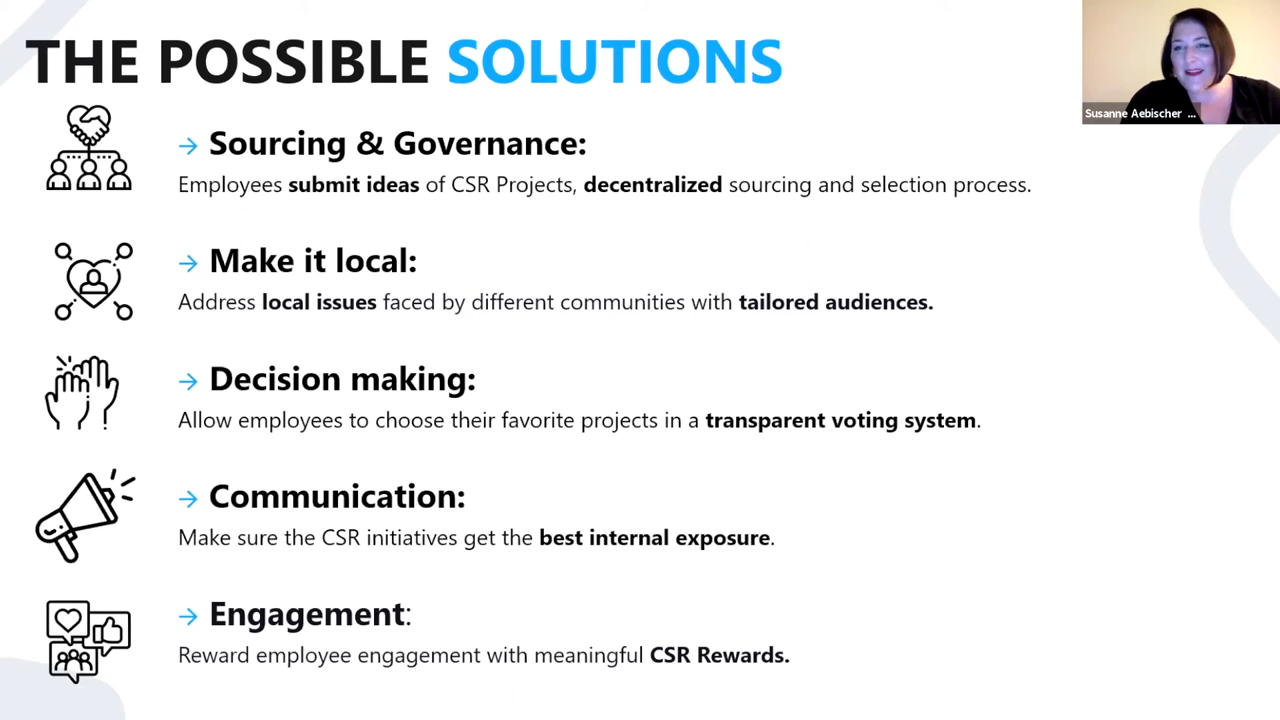 THE POSSIBLE SOLUTIONS
Susanne Aebischer ...
→ Sourcing & Governance:
Employees submit ideas of CSR Projects, decentralized sourcing and selection process.
→ Make it local:
Address local issues faced by different communities with tailored audiences.
→ Decision making:
Allow employees to choose their favorite projects in a transparent voting system.
→ Communication:
Make sure the CSR initiatives get the best internal exposure.
→ Engagement:
Reward employee engagement with meaningful CSR Rewards.